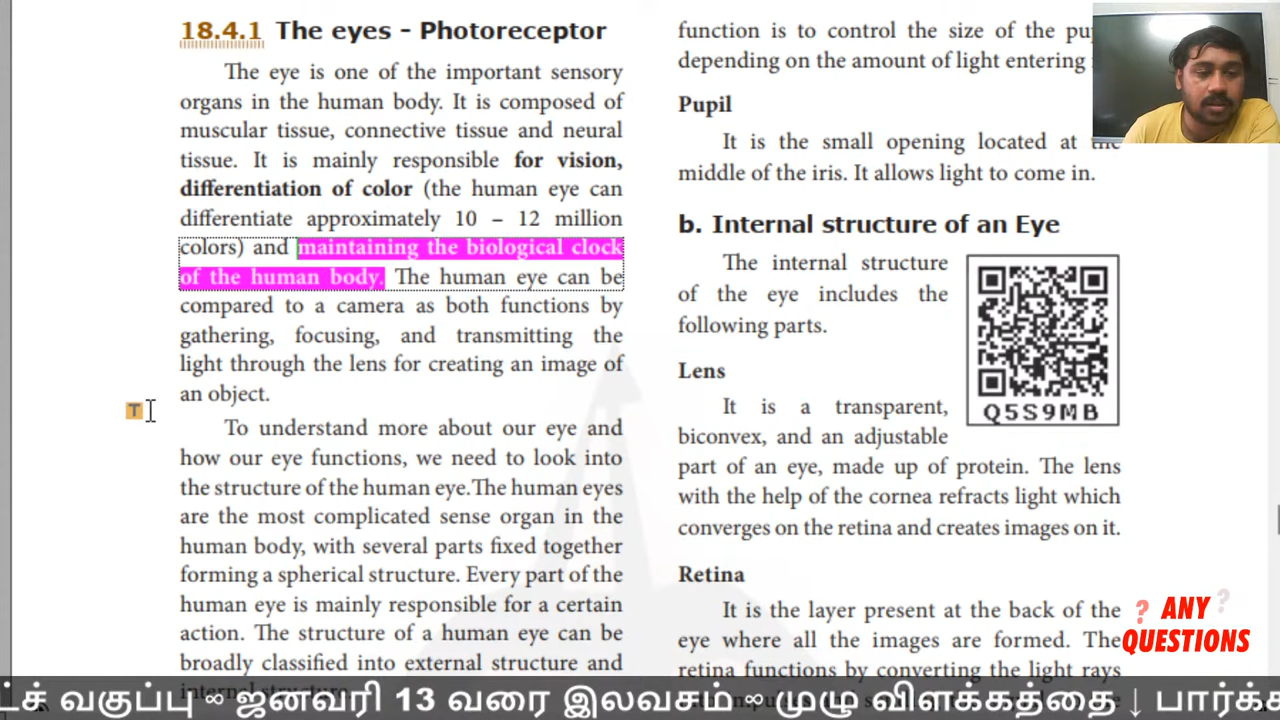 18.4.1 The eyes - Photoreceptor
The eye is one of the important sensory
organs in the human body. It is composed of
muscular tissue, connective tissue and neural
tissue. It is mainly responsible for vision,
differentiation of color (the human eye can
differentiate approximately 10 – 12 million
colors) and maintaining the biological clock
of the human body. The human eye can be
compared to a camera as both functions by
gathering, focusing, and transmitting the
light through the lens for creating an image of
an object.
To understand more about our eye and
how our eye functions, we need to look into
the structure of the human eye.The human eyes
are the most complicated sense organ in the
human body, with several parts fixed together
forming a spherical structure. Every part of the
human eye is mainly responsible for a certain
action. The structure of a human eye can be
broadly classified into external structure and
function is to control the size of the
depending on the amount of light entering
Pupil
It is the small opening located at the
middle of the iris. It allows light to come in.
b. Internal structure of an Eye
The internal structure
of the eye includes the
following parts.
Q5S9MB
Lens
It is a transparent,
biconvex, and an adjustable
part of an eye, made up of protein. The lens
with the help of the cornea refracts light which
converges on the retina and creates images on it.
Retina
It is the layer present at the back of the
eye where all the images are formed. The
retina functions by converting the light rays
T
? ANY ?
QUESTIONS
வகுப்பு ∞ ஜனவரி 13 வரை இலவசம் ∞ முழு விளக்கத்தை ↓